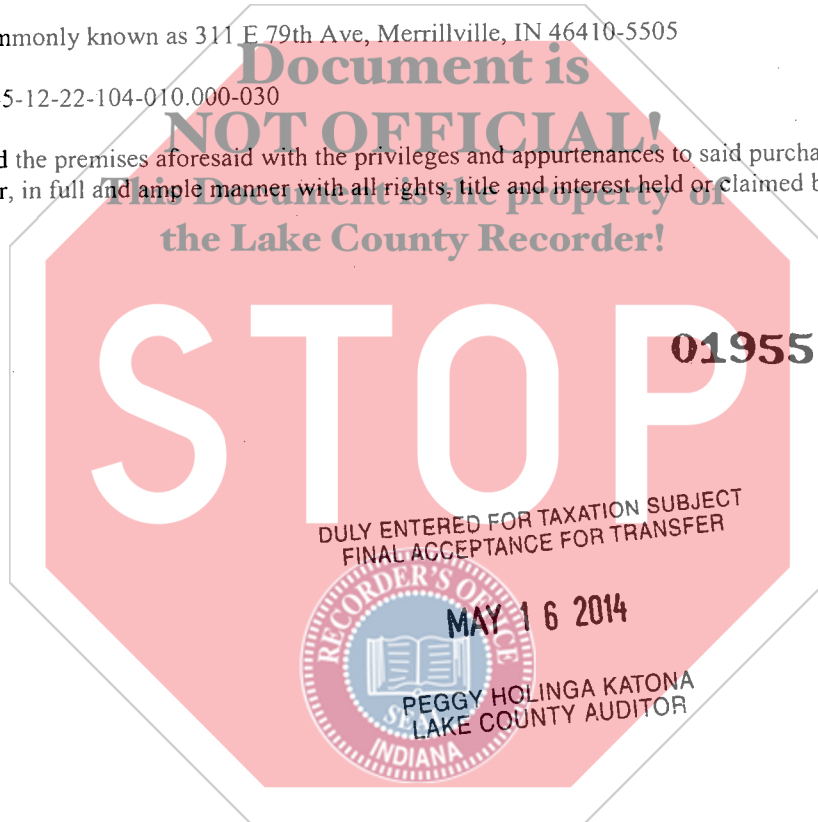 mmonly known as 311 E 79th Ave, Merrillville, IN 46410-5505
Document is
5-12-22-104-010.000-030
NOT OFFICIAL!
d the premises aforesaid with the privileges and appurtenances to said purcha
This Document is the property of
r, in full and ample manner with all rights, title and interest held or claimed b
the Lake County Recorder!
01955
STOP
DULY ENTERED FOR TAXATION SUBJECT
FINAL ACCEPTANCE FOR TRANSFER
MAY 16 2014
PEGGY HOLINGA KATONA
LAKE COUNTY AUDITOR
RECORDER'S OFFICE
SEAL
INDIANA